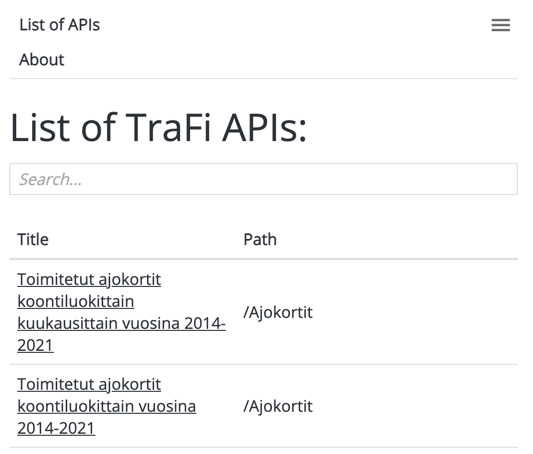 List of APIs
About
List of TraFi APIs:
Search...
Title Path
Toimitetut ajokortit
koontiluokittain
kuukausittain vuosina 2014-
2021
/Ajokortit
Toimitetut ajokortit
koontiluokittain vuosina
2014-2021
/Ajokortit